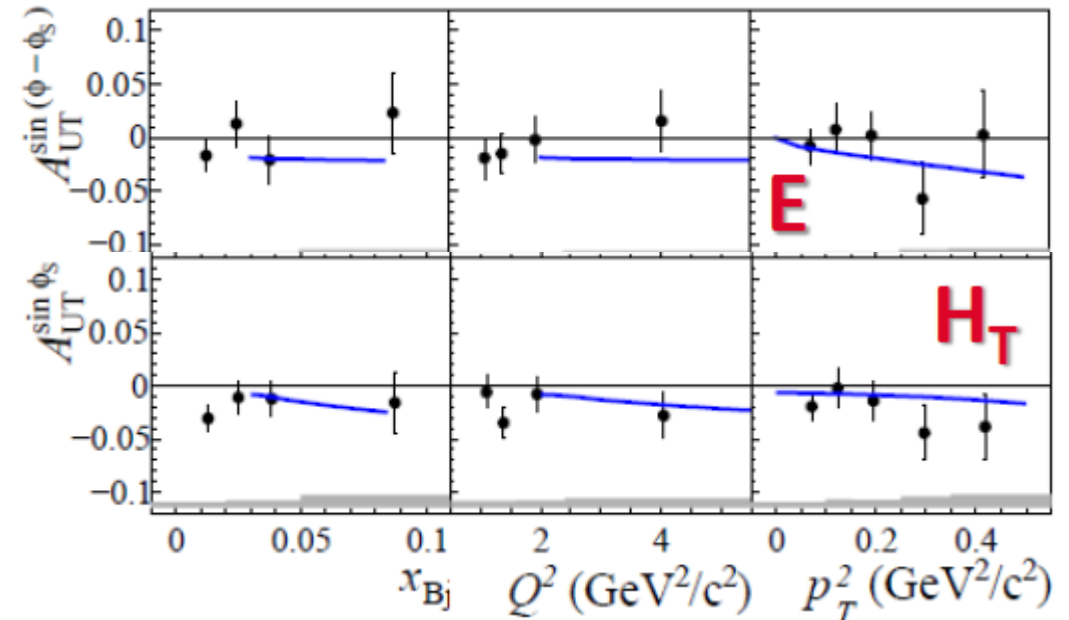 A_UT^sin (ϕ − ϕ_S)
0.1
0.05
0
−0.05
−0.1
E
A_UT^sin ϕ_S
0.1
0.05
0
−0.05
−0.1
H_T
0 0.05 0.1 2 4 0 0.2 0.4
x_Bj Q² (GeV²/c²) p_T² (GeV²/c²)